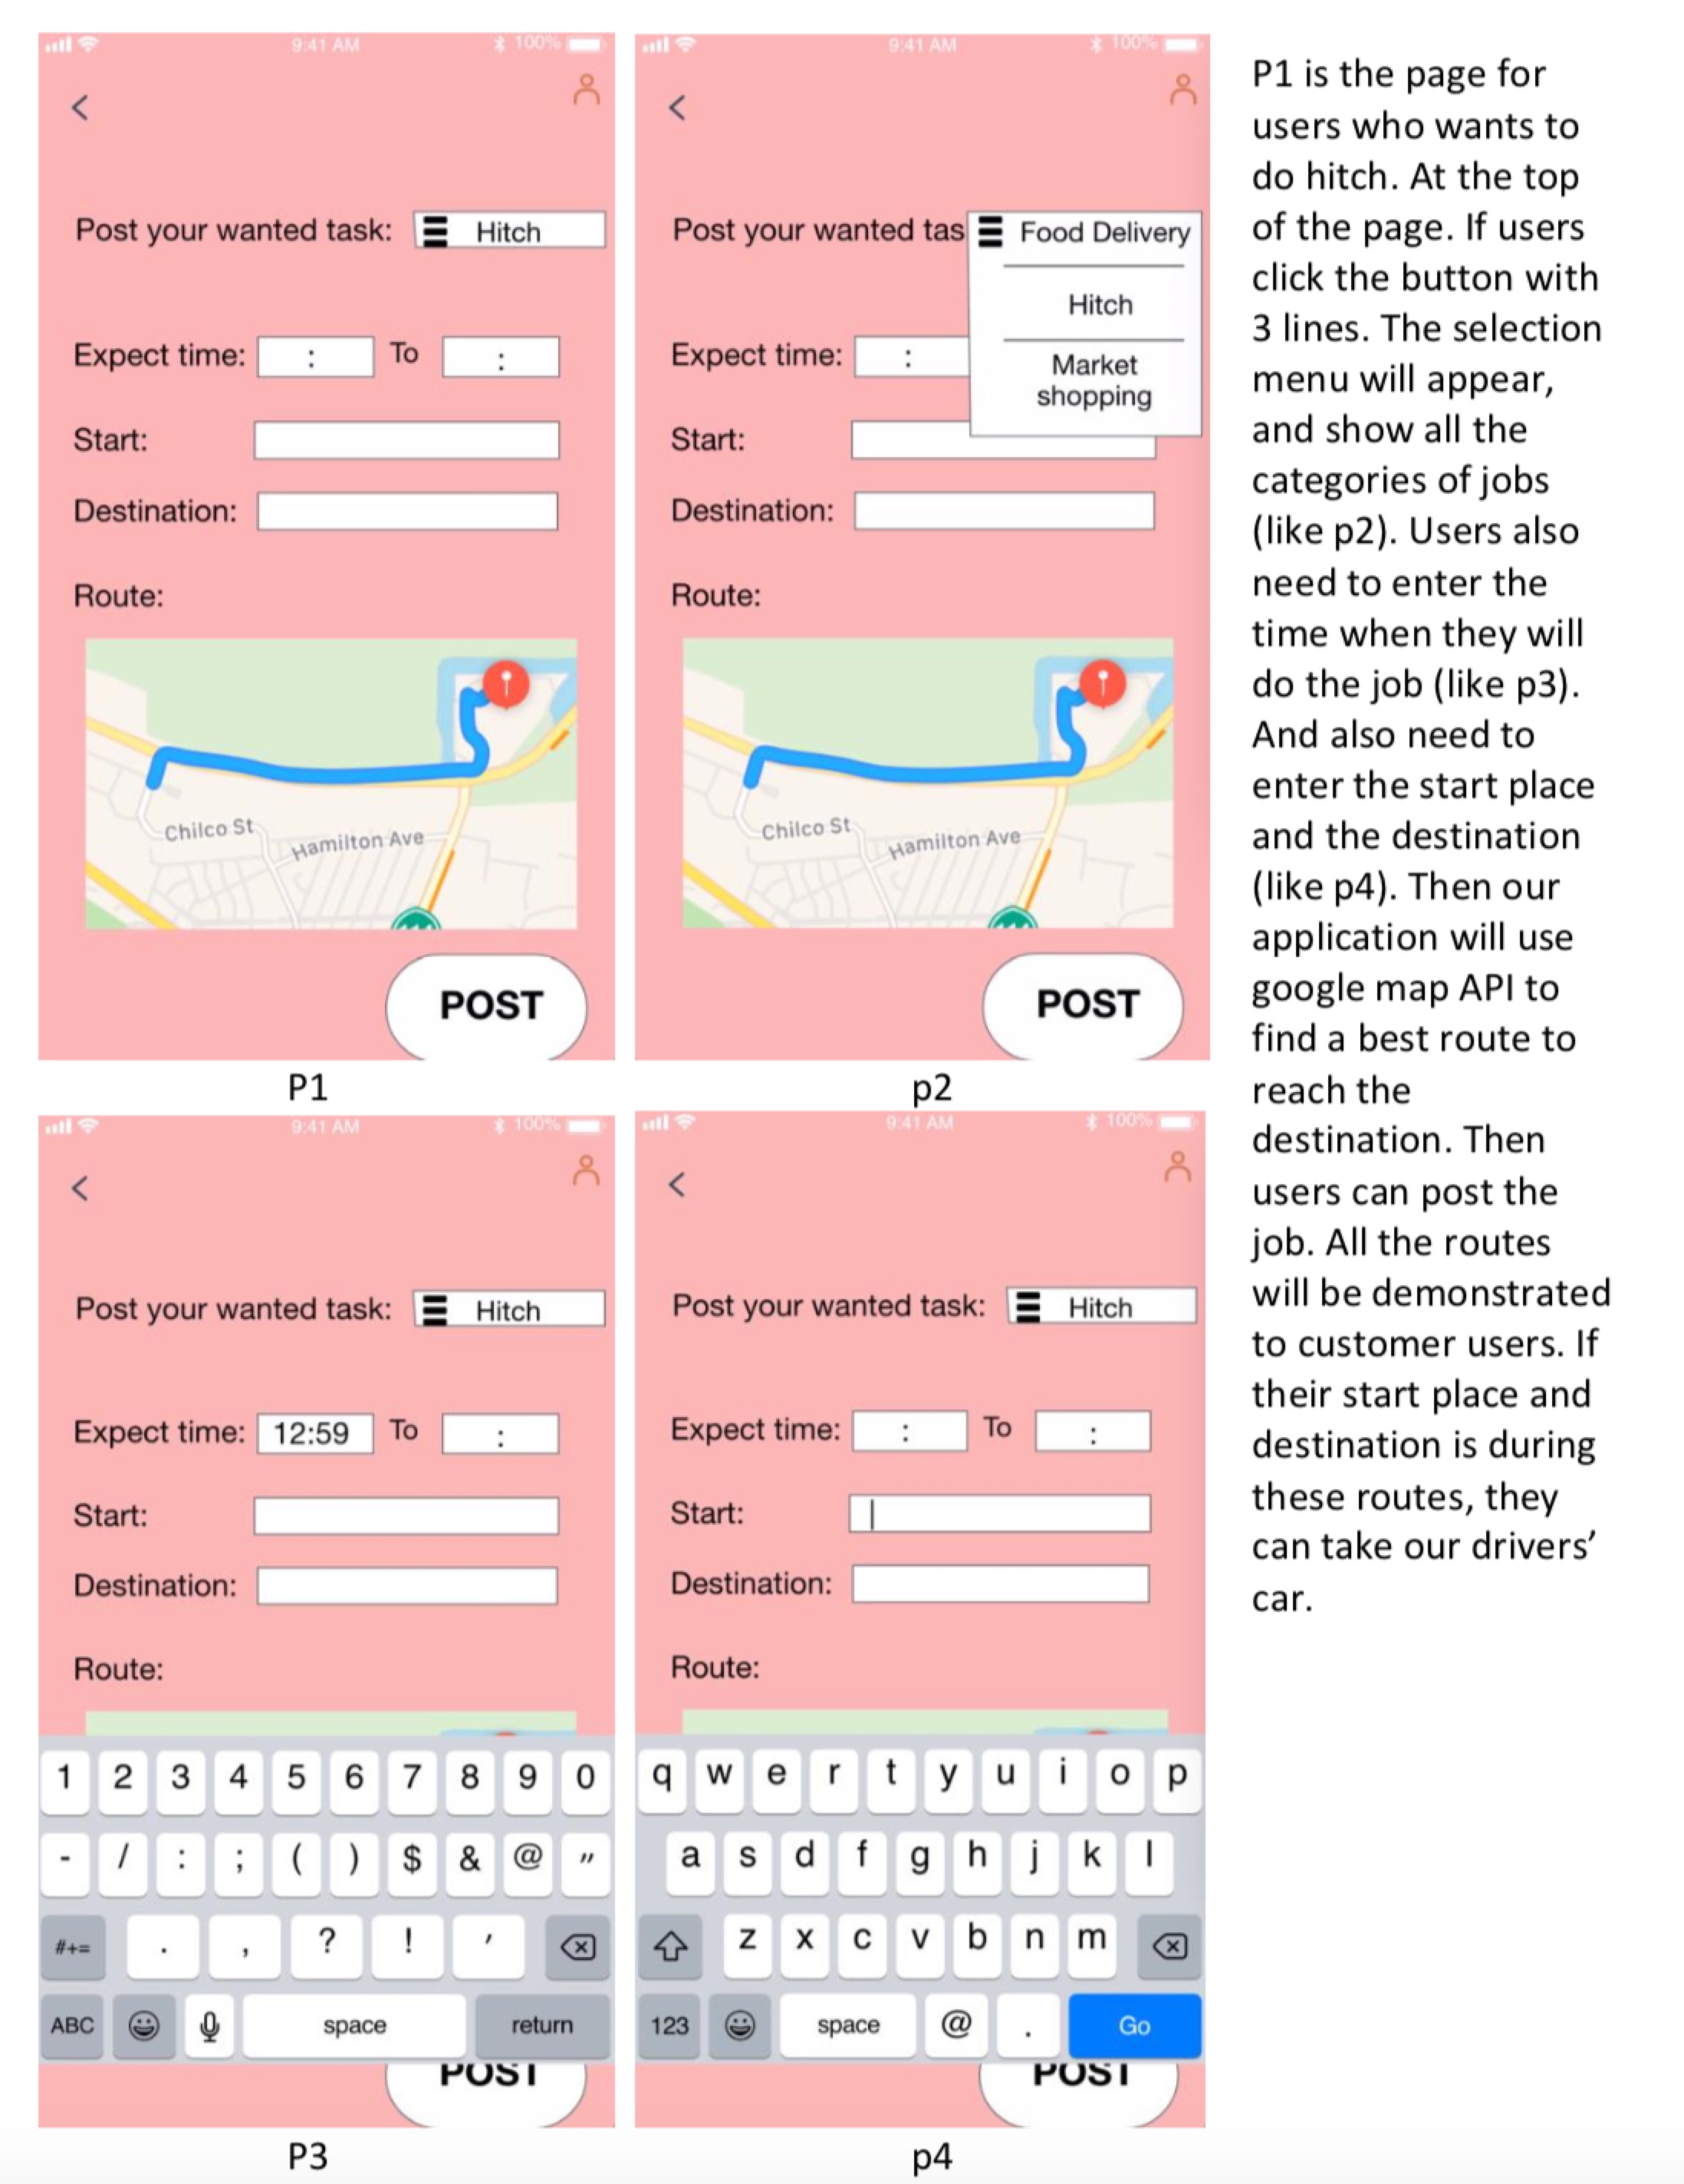 9:41 AM 100%
Post your wanted task: Hitch
Expect time: : To :
Start:
Destination:
Route:
Chilco St
Hamilton Ave
POST
P1
9:41 AM 100%
Post your wanted tas Food Delivery
Hitch
Market
shopping
Expect time: :
Start:
Destination:
Route:
Chilco St
Hamilton Ave
POST
p2
9:41 AM 100%
Post your wanted task: Hitch
Expect time: 12:59 To :
Start:
Destination:
Route:
1 2 3 4 5 6 7 8 9 0
- / : ; ( ) $ & @ "
#+= . , ? ! '
ABC space return
POST
P3
9:41 AM 100%
Post your wanted task: Hitch
Expect time: : To :
Start:
Destination:
Route:
q w e r t y u i o p
a s d f g h j k l
z x c v b n m
123 space @ . Go
POST
p4
P1 is the page for
users who wants to
do hitch. At the top
of the page. If users
click the button with
3 lines. The selection
menu will appear,
and show all the
categories of jobs
(like p2). Users also
need to enter the
time when they will
do the job (like p3).
And also need to
enter the start place
and the destination
(like p4). Then our
application will use
google map API to
find a best route to
reach the
destination. Then
users can post the
job. All the routes
will be demonstrated
to customer users. If
their start place and
destination is during
these routes, they
can take our drivers’
car.